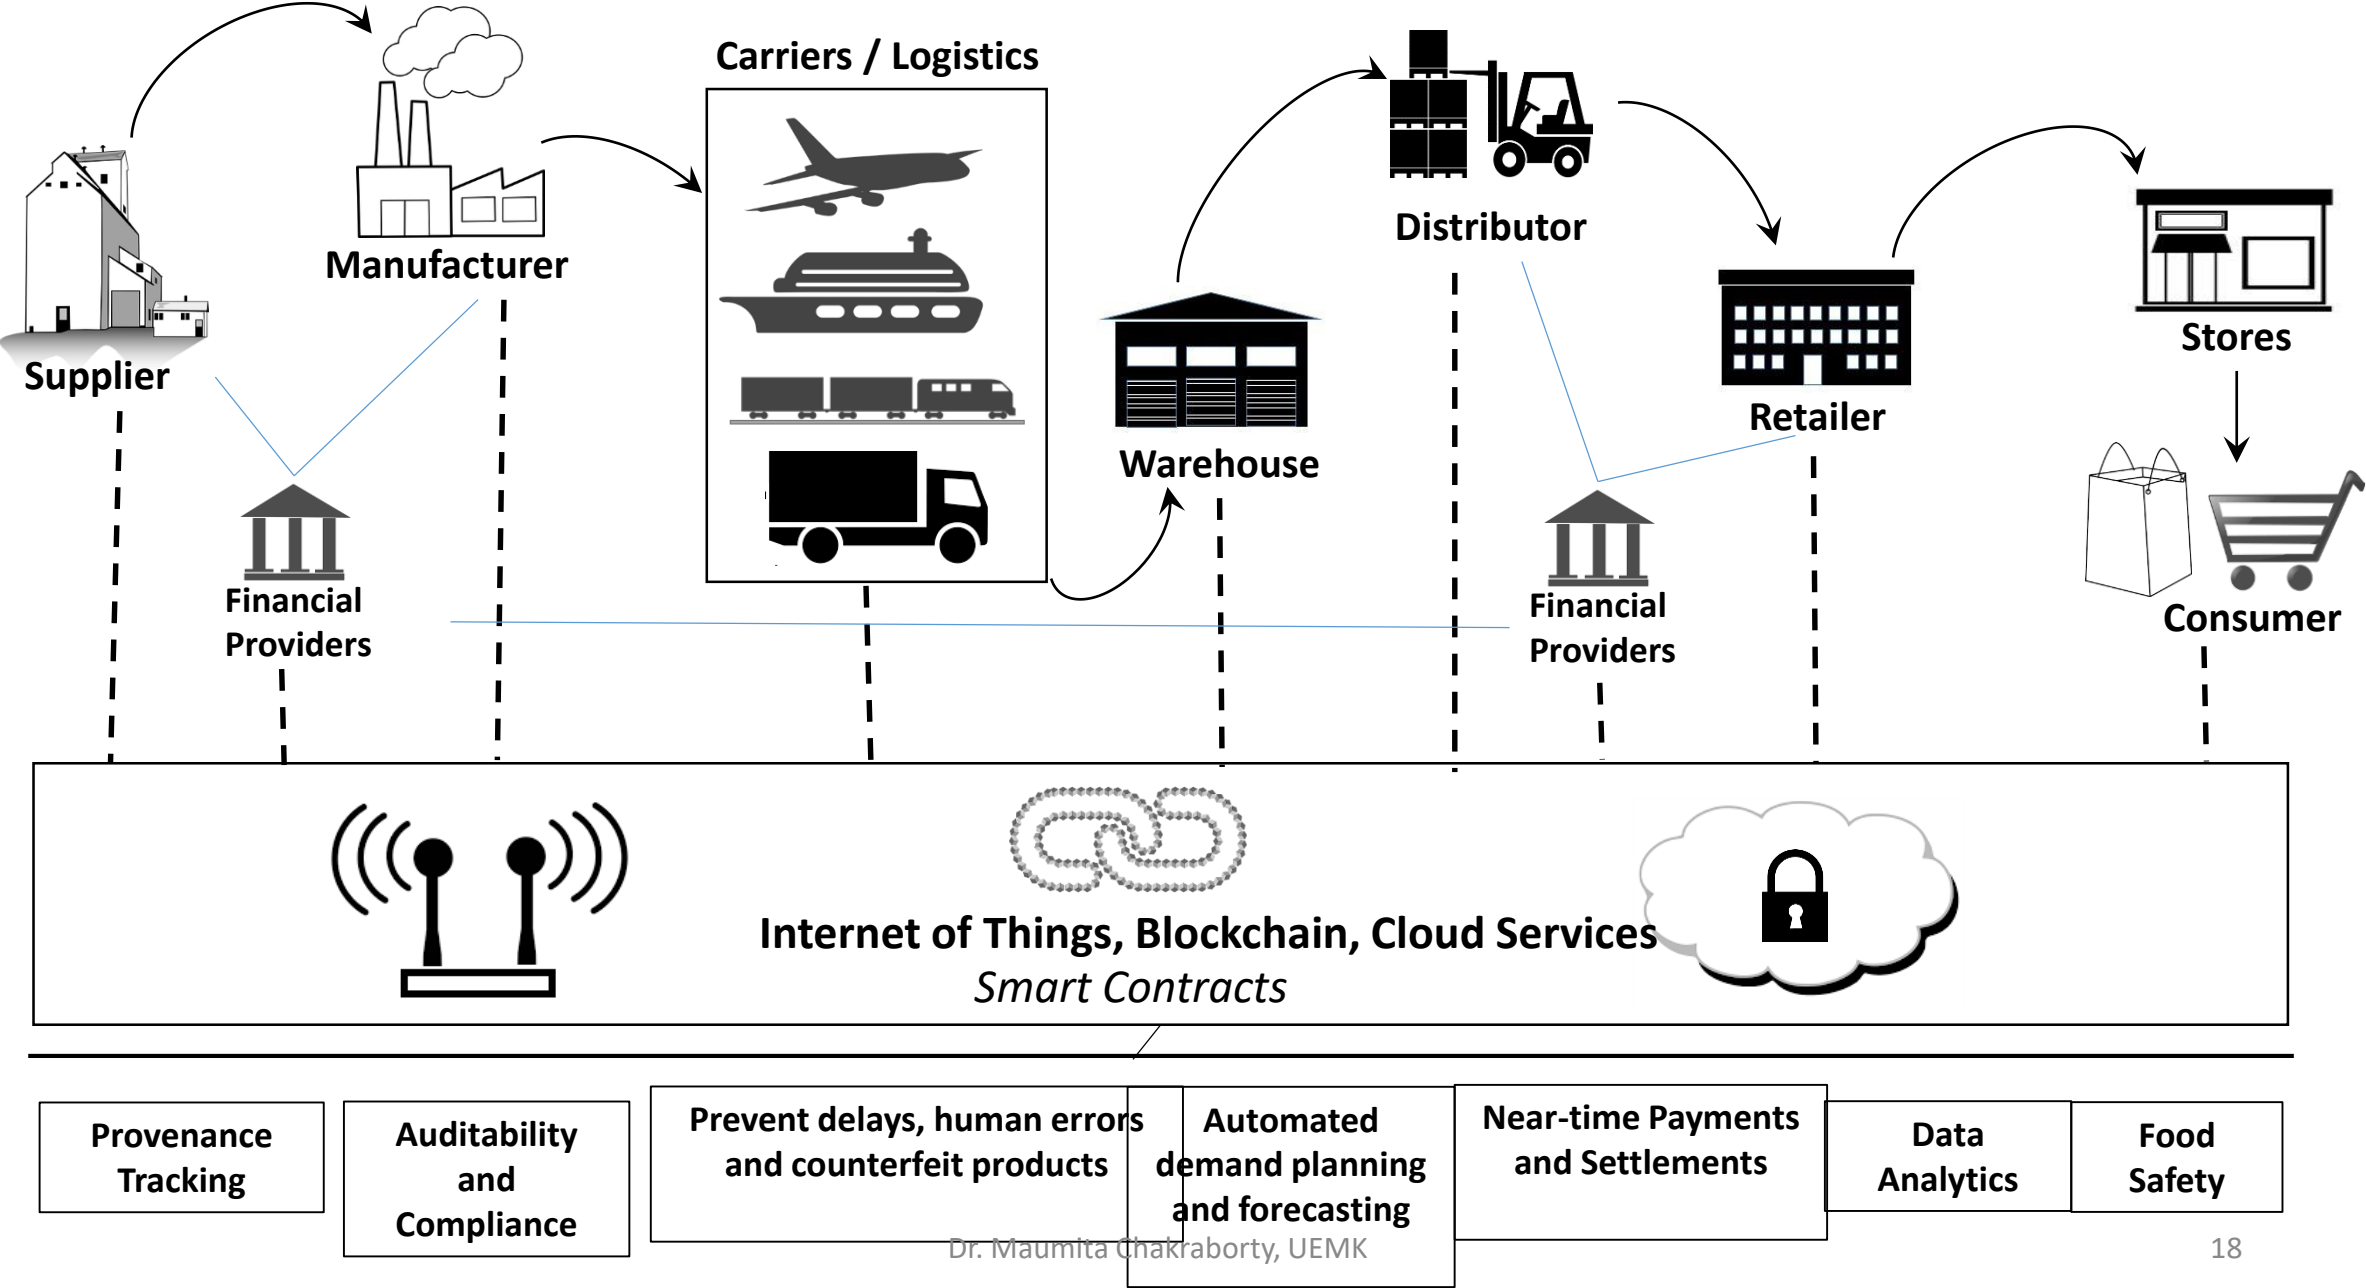 Carriers / Logistics
Distributor
Manufacturer
Stores
Supplier
Retailer
Warehouse
Financial
Providers
Financial
Providers
Consumer
Internet of Things, Blockchain, Cloud Services
Smart Contracts
Provenance
Tracking
Auditability
and
Compliance
Prevent delays, human errors
and counterfeit products
Automated
demand planning
and forecasting
Near-time Payments
and Settlements
Data
Analytics
Food
Safety
Dr. Maumita Chakraborty, UEMK
18